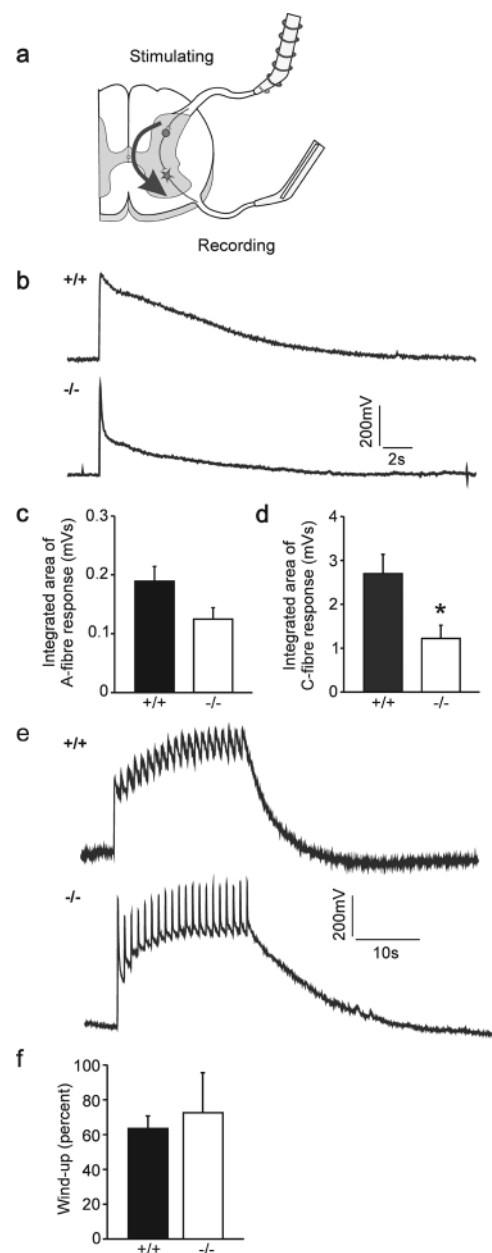 a
Stimulating
Recording
b
+/+
-/-
200mV
2s
c
Integrated area of
A-fibre response (mVs)
0.3
0.2
0.1
0
+/+
-/-
d
Integrated area of
C-fibre response (mVs)
4
3
2
1
0
*
+/+
-/-
e
+/+
-/-
200mV
10s
f
Wind-up (percent)
100
80
60
40
20
0
+/+
-/-